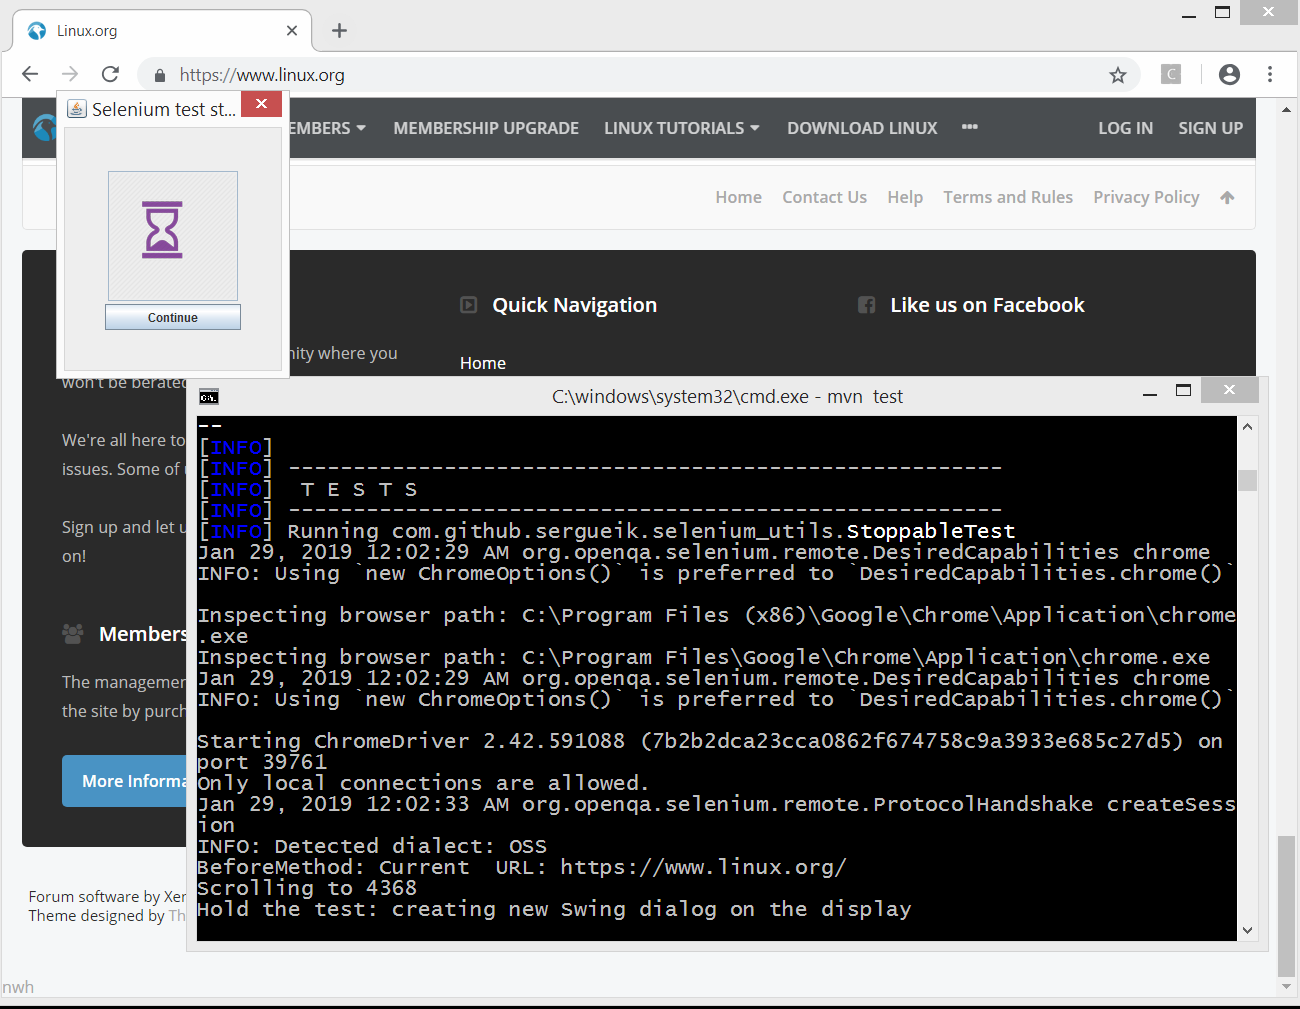 Linux.org
https://www.linux.org
C
Selenium test st...
EMBERS
MEMBERSHIP UPGRADE
LINUX TUTORIALS
DOWNLOAD LINUX
•••
LOG IN
SIGN UP
Home
Contact Us
Help
Terms and Rules
Privacy Policy
Continue
Quick Navigation
Like us on Facebook
nity where you
Home
won't be berated
We're all here to
issues. Some of
Sign up and let u
on!
Members
The managemen
the site by purch
More Informa
Forum software by Xen
Theme designed by Th
nwh
C:\windows\system32\cmd.exe - mvn  test
--
[INFO]
[INFO] -------------------------------------------------------
[INFO]  T E S T S
[INFO] -------------------------------------------------------
[INFO] Running com.github.sergueik.selenium_utils.StoppableTest
Jan 29, 2019 12:02:29 AM org.openqa.selenium.remote.DesiredCapabilities chrome
INFO: Using `new ChromeOptions()` is preferred to `DesiredCapabilities.chrome()`
Inspecting browser path: C:\Program Files (x86)\Google\Chrome\Application\chrome
.exe
Inspecting browser path: C:\Program Files\Google\Chrome\Application\chrome.exe
Jan 29, 2019 12:02:29 AM org.openqa.selenium.remote.DesiredCapabilities chrome
INFO: Using `new ChromeOptions()` is preferred to `DesiredCapabilities.chrome()`
Starting ChromeDriver 2.42.591088 (7b2b2dca23cca0862f674758c9a3933e685c27d5) on
port 39761
Only local connections are allowed.
Jan 29, 2019 12:02:33 AM org.openqa.selenium.remote.ProtocolHandshake createSess
ion
INFO: Detected dialect: OSS
BeforeMethod: Current  URL: https://www.linux.org/
Scrolling to 4368
Hold the test: creating new Swing dialog on the display